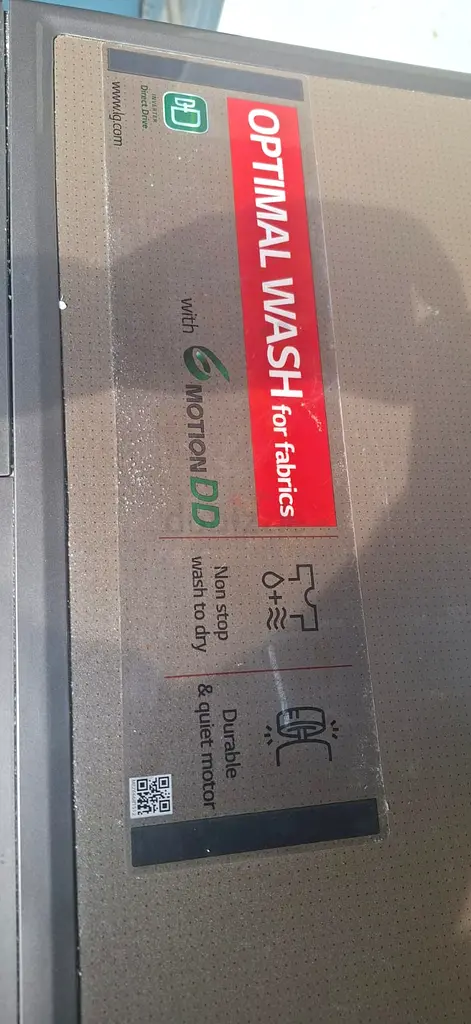 OPTIMAL WASH for fabrics
with 6 MOTION DD
INVERTER
Direct Drive
www.lg.com
Non stop
wash to dry
Durable
& quiet motor